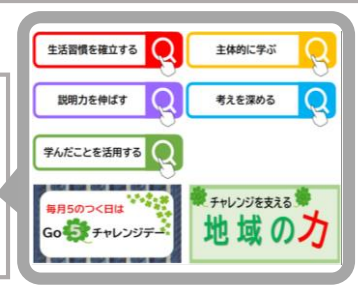 生活習慣を確立する
主体的に学ぶ
説明力を伸ばす
考えを深める
学んだことを活用する
毎月5のつく日は
Go 5 チャレンジデー
チャレンジを支える
地域の力